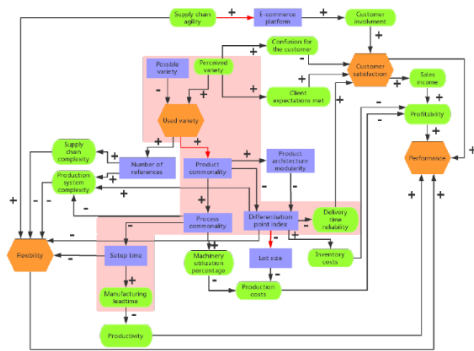 Supply chain
agility
E-commerce
platform
Customer
involvment
Possible
variety
Perceived
variety
Confusion for
the customer
Customer
satisfaction
Sales
income
Client
expectations met
Used variety
Profitability
Supply
chain
complexity
Number of
references
Product
commonality
Product
architecture
modularity
Performance
Production
system
complexity
Process
commonality
Differentiation
point index
Delivery
time
reliability
Flexibility
Setup time
Machinery
utilization
percentage
Lot size
Inventory
costs
Manufacturing
leadtime
Production
costs
Productivity